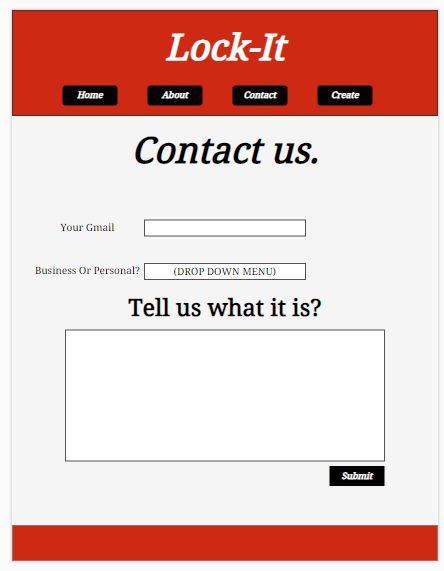 Lock-It
Home About Contact Create
Contact us.
Your Gmail
Business Or Personal? (DROP DOWN MENU)
Tell us what it is?
Submit